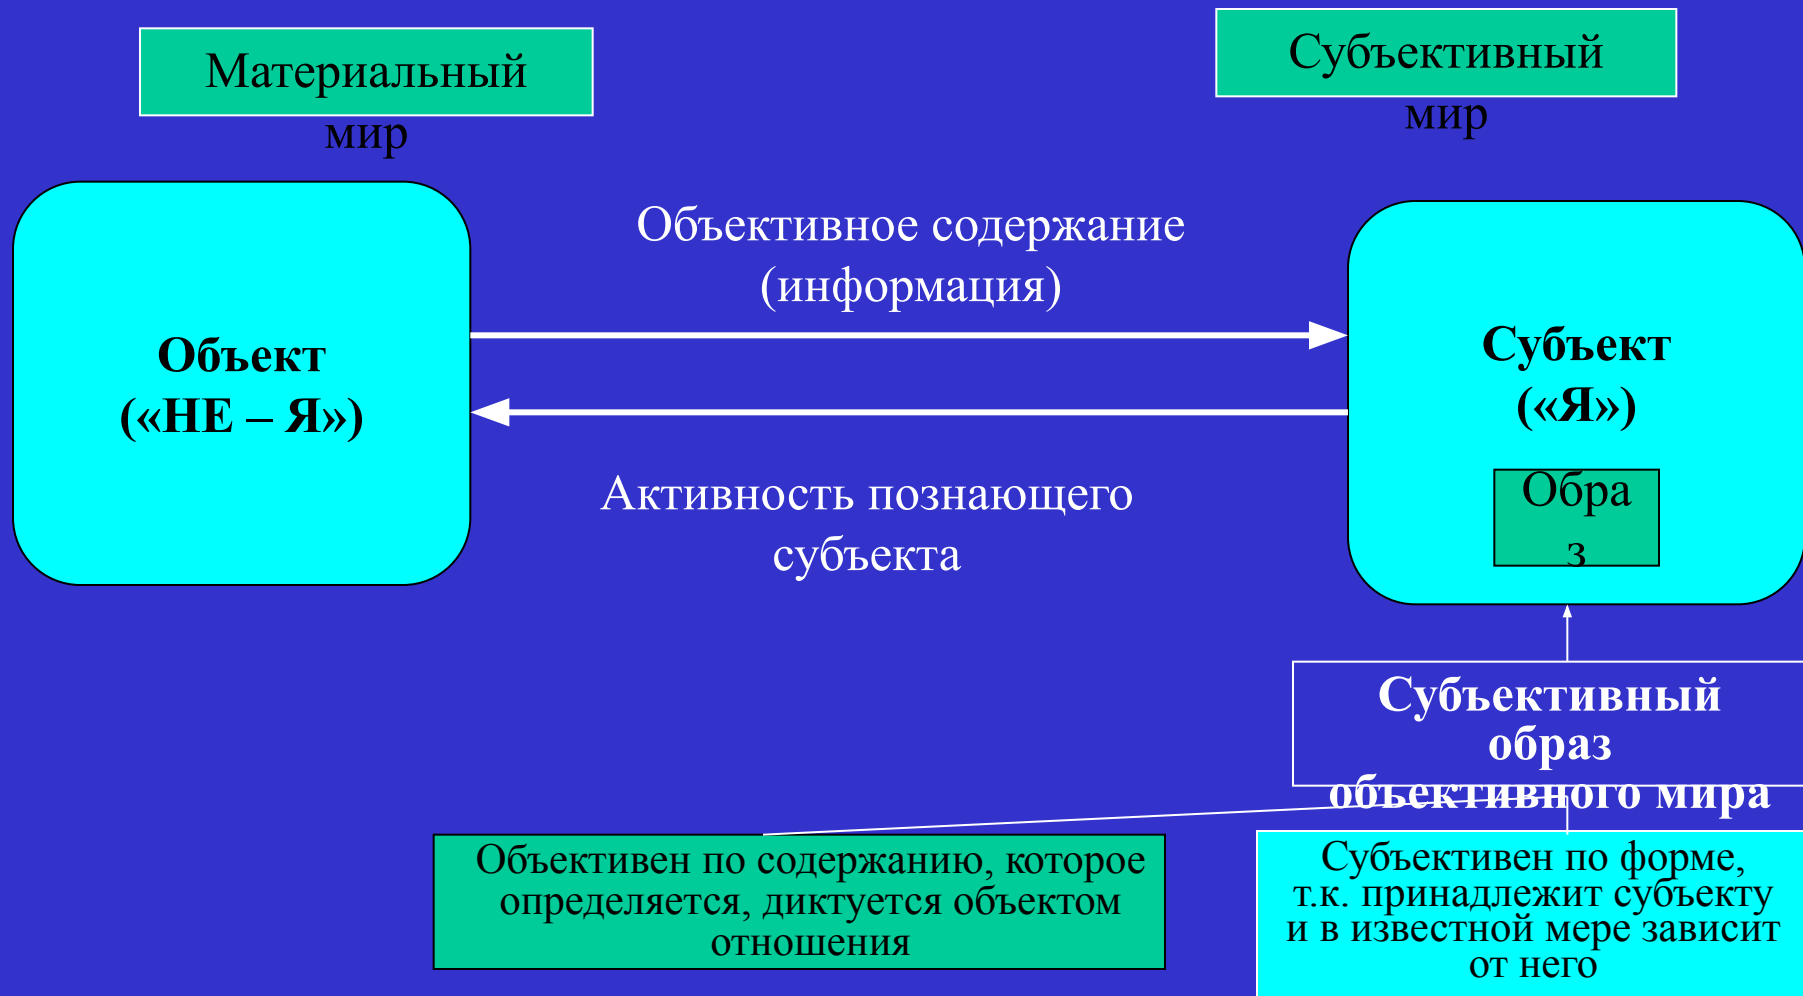 Материальный
мир
Субъективный
мир
Объективное содержание
(информация)
Объект
(«НЕ – Я»)
Субъект
(«Я»)
Обра
з
Активность познающего
субъекта
Субъективный
образ
объективного мира
Объективен по содержанию, которое
определяется, диктуется объектом
отношения
Субъективен по форме,
т.к. принадлежит субъекту
и в известной мере зависит
от него